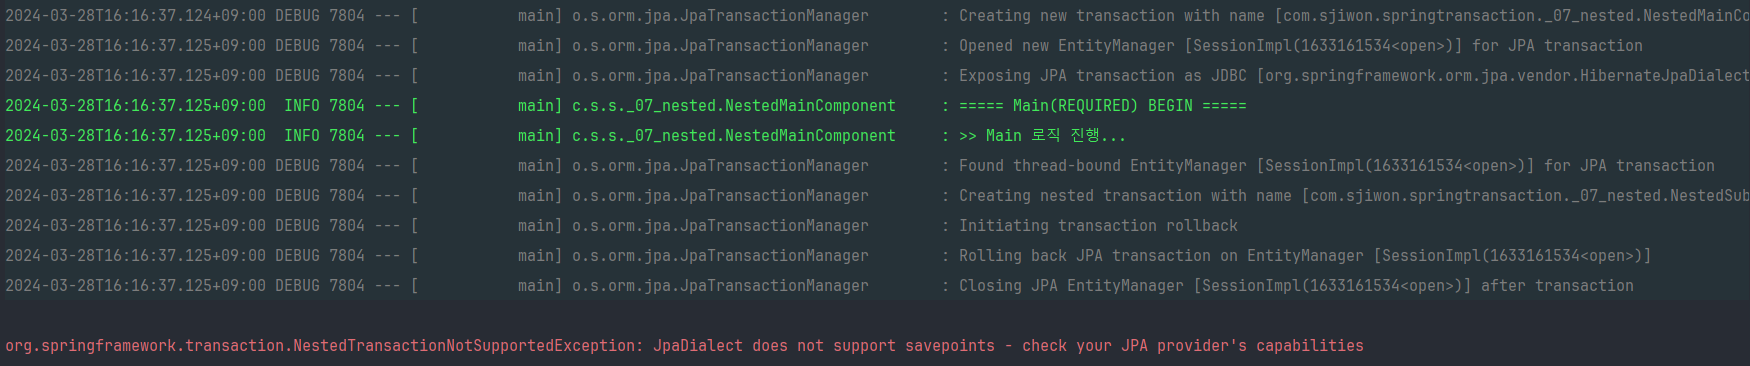 2024-03-28T16:16:37.124+09:00 DEBUG 7804 --- [           main] o.s.orm.jpa.JpaTransactionManager        : Creating new transaction with name [com.sjiwon.springtransaction._07_nested.NestedMainCo
2024-03-28T16:16:37.125+09:00 DEBUG 7804 --- [           main] o.s.orm.jpa.JpaTransactionManager        : Opened new EntityManager [SessionImpl(1633161534<open>)] for JPA transaction
2024-03-28T16:16:37.125+09:00 DEBUG 7804 --- [           main] o.s.orm.jpa.JpaTransactionManager        : Exposing JPA transaction as JDBC [org.springframework.orm.jpa.vendor.HibernateJpaDialect
2024-03-28T16:16:37.125+09:00  INFO 7804 --- [           main] c.s.s._07_nested.NestedMainComponent     : ===== Main(REQUIRED) BEGIN =====
2024-03-28T16:16:37.125+09:00  INFO 7804 --- [           main] c.s.s._07_nested.NestedMainComponent     : >> Main 로직 진행...
2024-03-28T16:16:37.125+09:00 DEBUG 7804 --- [           main] o.s.orm.jpa.JpaTransactionManager        : Found thread-bound EntityManager [SessionImpl(1633161534<open>)] for JPA transaction
2024-03-28T16:16:37.125+09:00 DEBUG 7804 --- [           main] o.s.orm.jpa.JpaTransactionManager        : Creating nested transaction with name [com.sjiwon.springtransaction._07_nested.NestedSub
2024-03-28T16:16:37.125+09:00 DEBUG 7804 --- [           main] o.s.orm.jpa.JpaTransactionManager        : Initiating transaction rollback
2024-03-28T16:16:37.125+09:00 DEBUG 7804 --- [           main] o.s.orm.jpa.JpaTransactionManager        : Rolling back JPA transaction on EntityManager [SessionImpl(1633161534<open>)]
2024-03-28T16:16:37.125+09:00 DEBUG 7804 --- [           main] o.s.orm.jpa.JpaTransactionManager        : Closing JPA EntityManager [SessionImpl(1633161534<open>)] after transaction
org.springframework.transaction.NestedTransactionNotSupportedException: JpaDialect does not support savepoints - check your JPA provider's capabilities